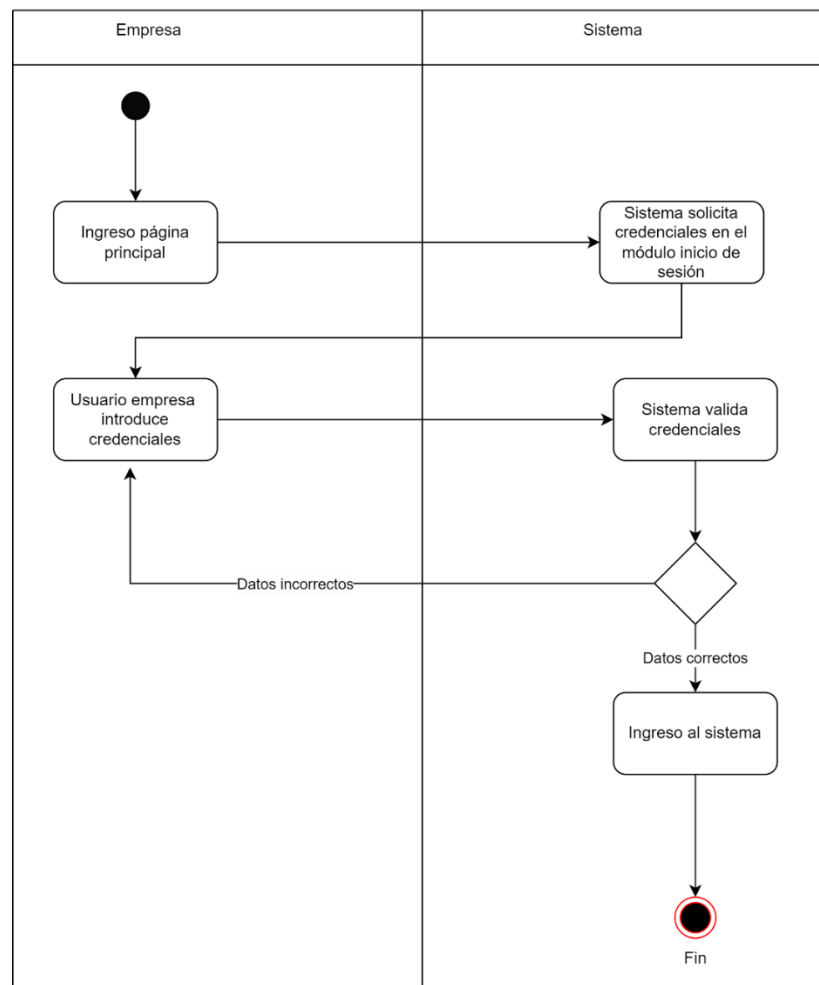 Empresa
Sistema
Ingreso página
principal
Sistema solicita
credenciales en el
módulo inicio de
sesión
Usuario empresa
introduce
credenciales
Sistema valida
credenciales
Datos incorrectos
Datos correctos
Ingreso al sistema
Fin